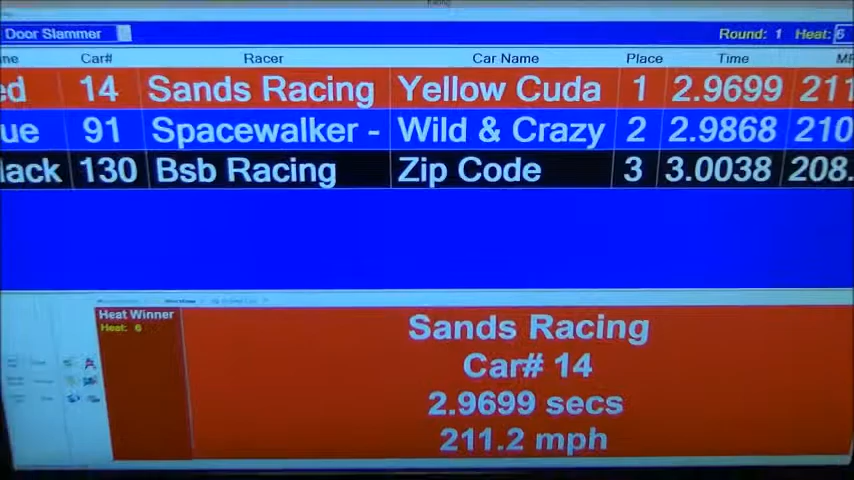 Door Slammer Round: 1 Heat: 6
ne Car# Racer Car Name Place Time MP
ed 14 Sands Racing Yellow Cuda 1 2.9699 211
ue 91 Spacewalker - Wild & Crazy 2 2.9868 210
lack 130 Bsb Racing Zip Code 3 3.0038 208.
Heat Winner
Heat: 6
Sands Racing
Car# 14
2.9699 secs
211.2 mph